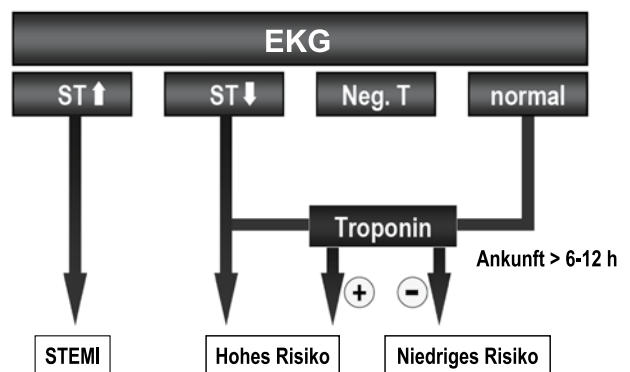 EKG
ST ⬆ ST ⬇ Neg. T normal
Troponin
Ankunft > 6-12 h
+ −
STEMI Hohes Risiko Niedriges Risiko